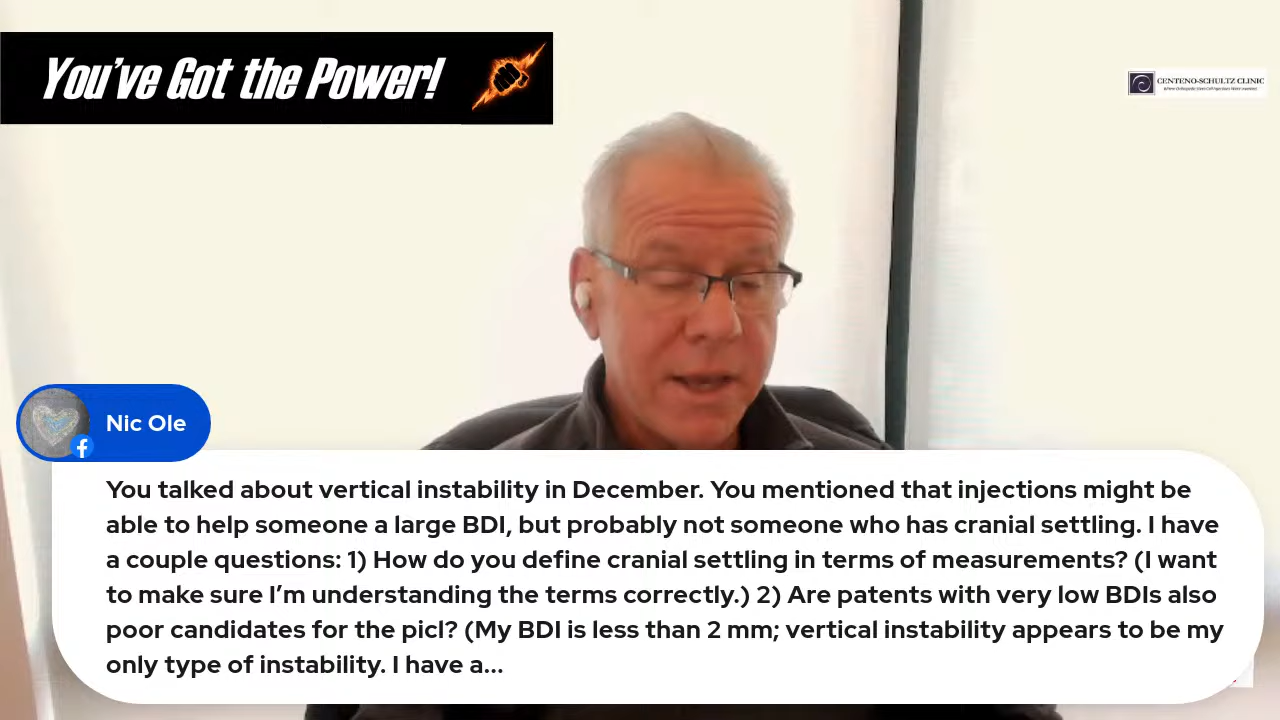 You've Got the Power!
CENTENO-SCHULTZ CLINIC
Nic Ole
You talked about vertical instability in December. You mentioned that injections might be
able to help someone a large BDI, but probably not someone who has cranial settling. I have
a couple questions: 1) How do you define cranial settling in terms of measurements? (I want
to make sure I'm understanding the terms correctly.) 2) Are patents with very low BDIs also
poor candidates for the picl? (My BDI is less than 2 mm; vertical instability appears to be my
only type of instability. I have a...